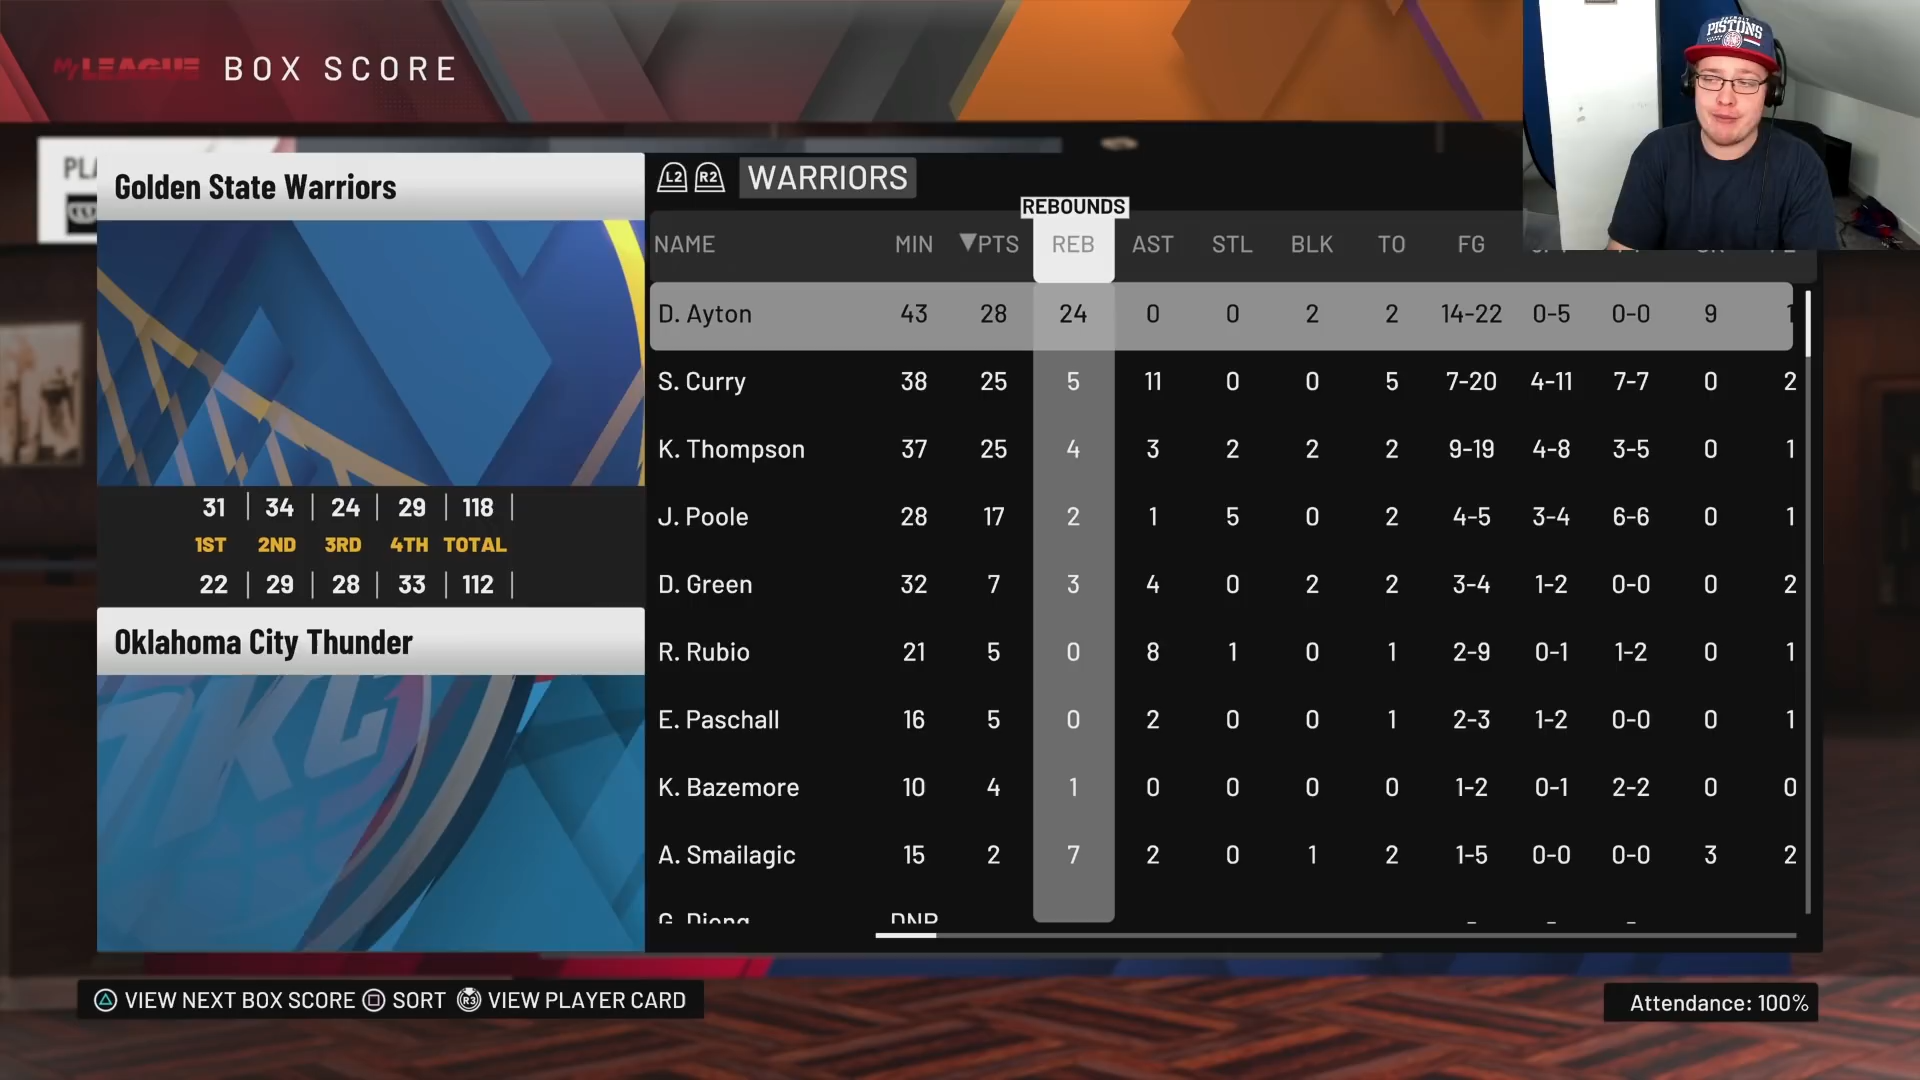 MyLEAGUE BOX SCORE
PISTONS
Golden State Warriors
31 | 34 | 24 | 29 | 118 |
1ST 2ND 3RD 4TH TOTAL
22 | 29 | 28 | 33 | 112 |
Oklahoma City Thunder
OKC
L2 R2 WARRIORS
REBOUNDS
NAME MIN ▼PTS REB AST STL BLK TO FG
D. Ayton 43 28 24 0 0 2 2 14-22 0-5 0-0 9 1
S. Curry 38 25 5 11 0 0 5 7-20 4-11 7-7 0 2
K. Thompson 37 25 4 3 2 2 2 9-19 4-8 3-5 0 1
J. Poole 28 17 2 1 5 0 2 4-5 3-4 6-6 0 1
D. Green 32 7 3 4 0 2 2 3-4 1-2 0-0 0 2
R. Rubio 21 5 0 8 1 0 1 2-9 0-1 1-2 0 1
E. Paschall 16 5 0 2 0 0 1 2-3 1-2 0-0 0 1
K. Bazemore 10 4 1 0 0 0 0 1-2 0-1 2-2 0 0
A. Smailagic 15 2 7 2 0 1 2 1-5 0-0 0-0 3 2
G. Dieng DNP - - -
VIEW NEXT BOX SCORE SORT R3 VIEW PLAYER CARD
Attendance: 100%